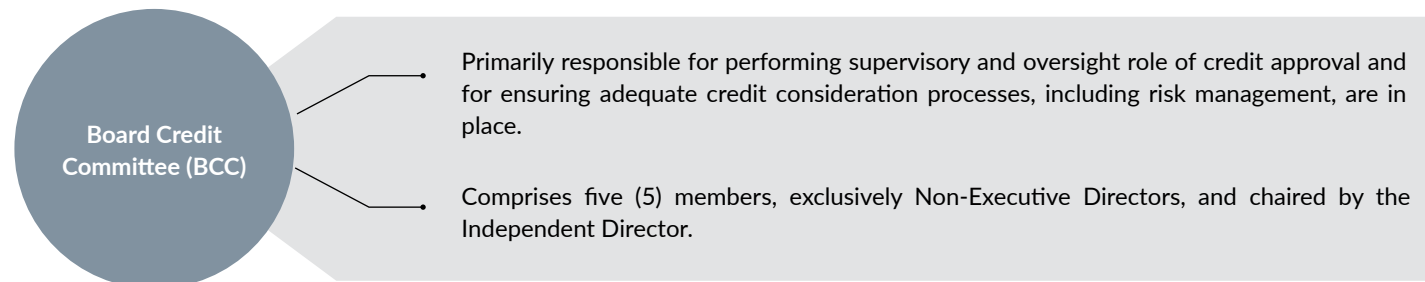 Board Credit
Committee (BCC)
Primarily responsible for performing supervisory and oversight role of credit approval and
for ensuring adequate credit consideration processes, including risk management, are in
place.
Comprises five (5) members, exclusively Non-Executive Directors, and chaired by the
Independent Director.